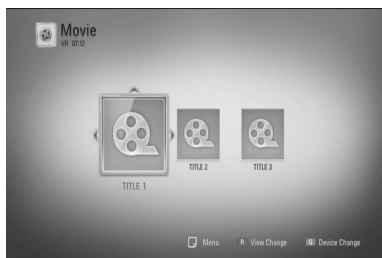 Movie
VR 07:12
TITLE 1
TITLE 2
TITLE 3
Menu
R View Change
G Device Change